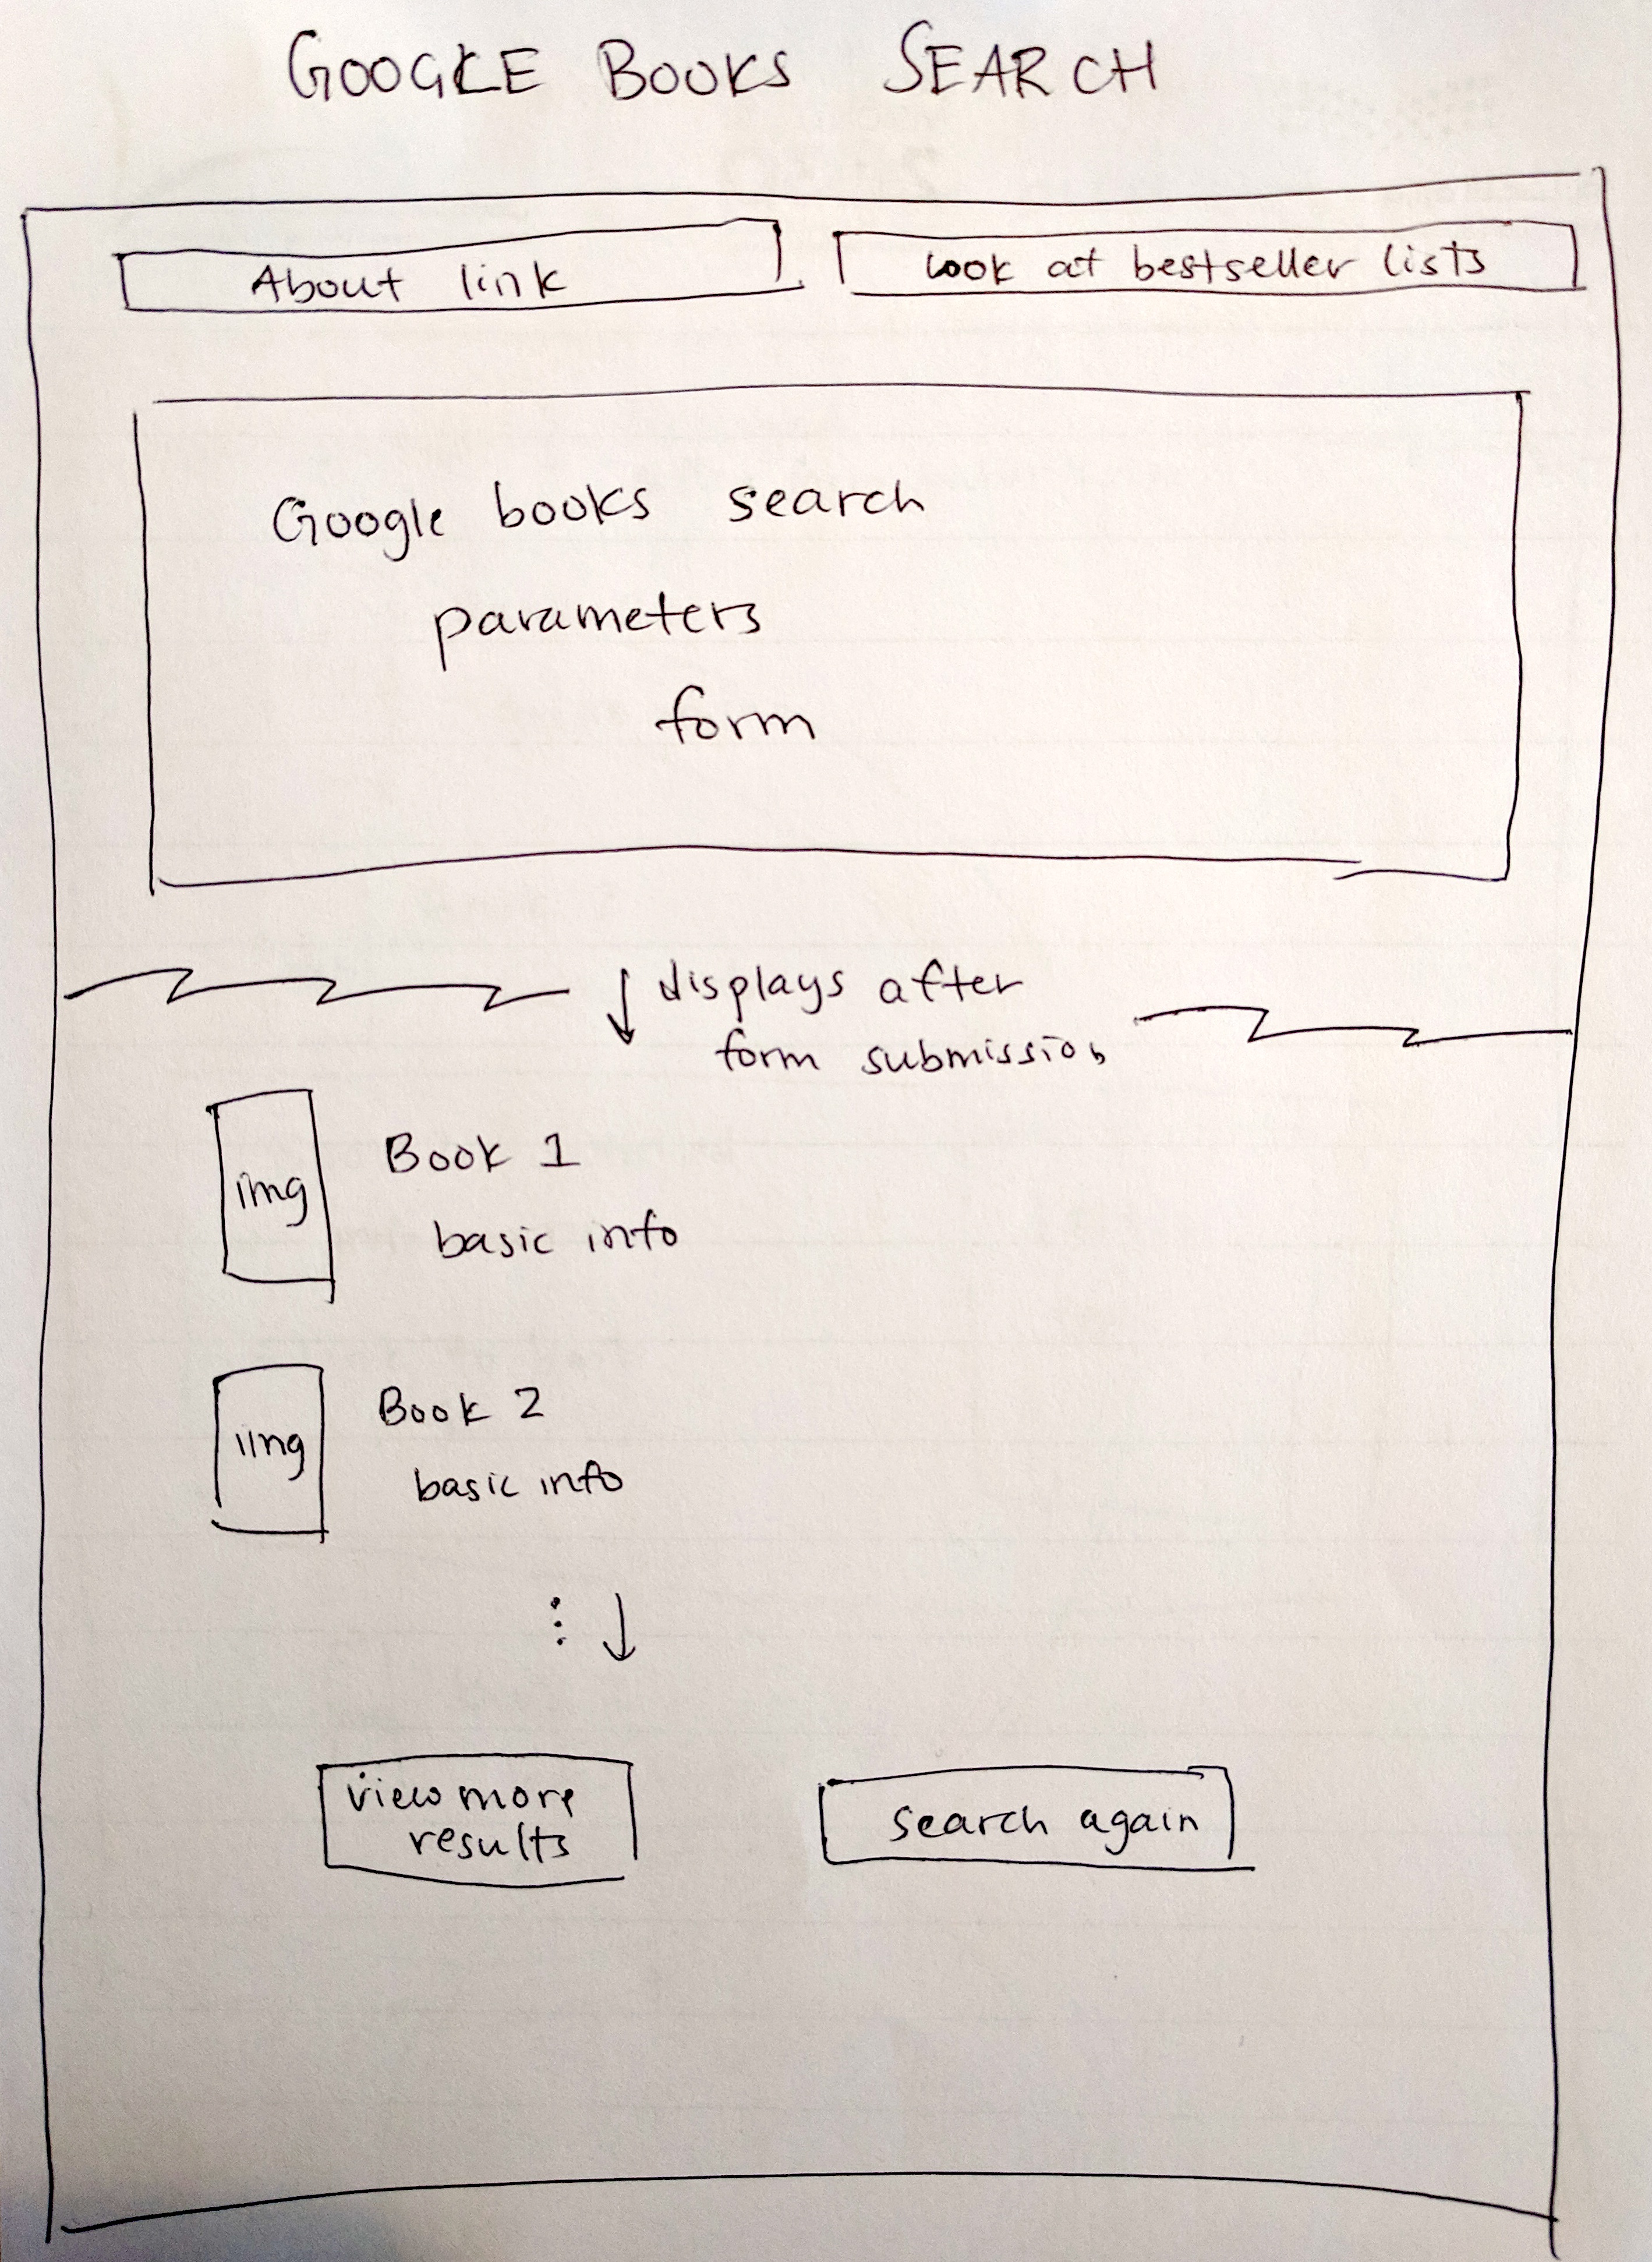 GOOGLE BOOKS SEARCH
About link
Look at bestseller lists
Google books search
parameters
form
displays after
form submission
img
Book 1
basic info
img
Book 2
basic info
view more
results
search again